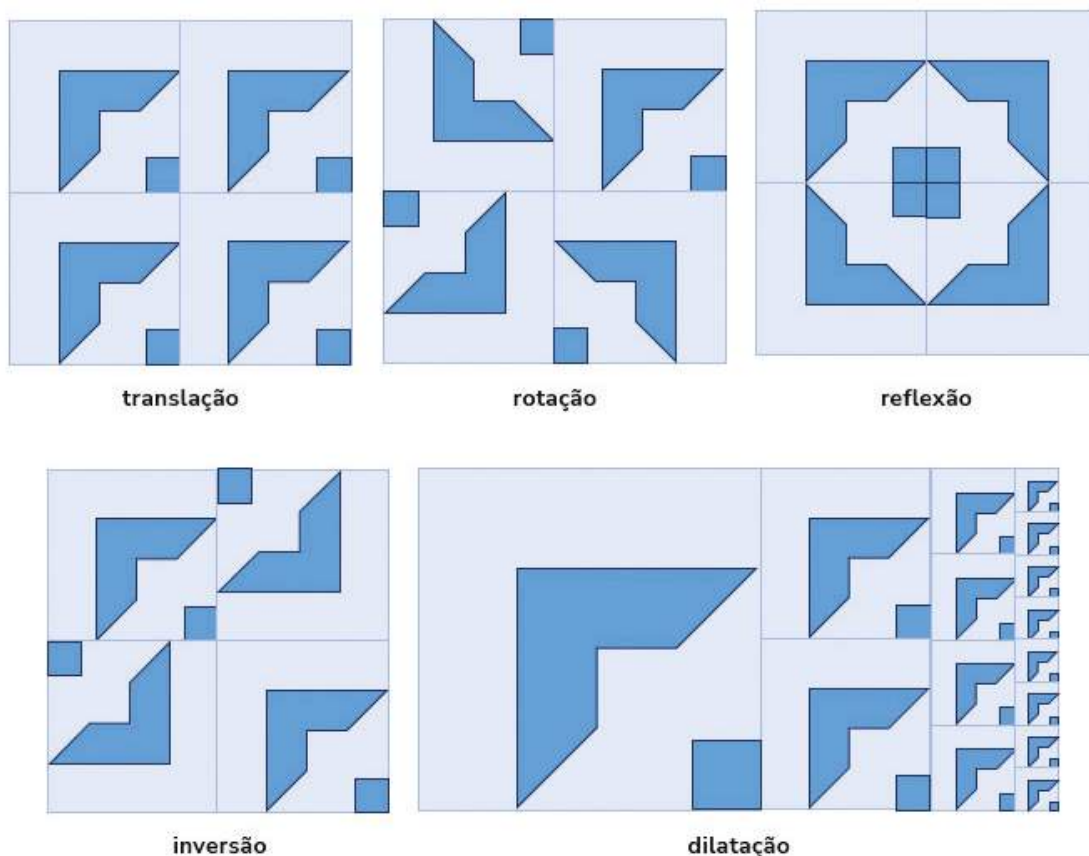 translação
rotação
reflexão
inversão
dilatação